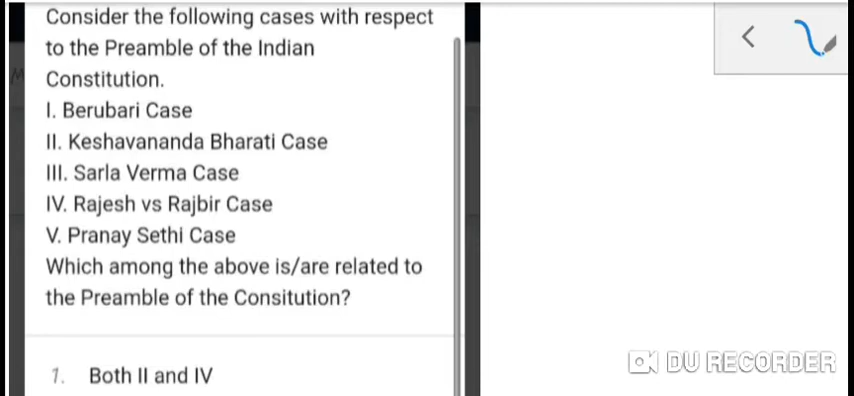 Consider the following cases with respect
to the Preamble of the Indian
Constitution.
I. Berubari Case
II. Keshavananda Bharati Case
III. Sarla Verma Case
IV. Rajesh vs Rajbir Case
V. Pranay Sethi Case
Which among the above is/are related to
the Preamble of the Consitution?
1. Both II and IV
DU RECORDER